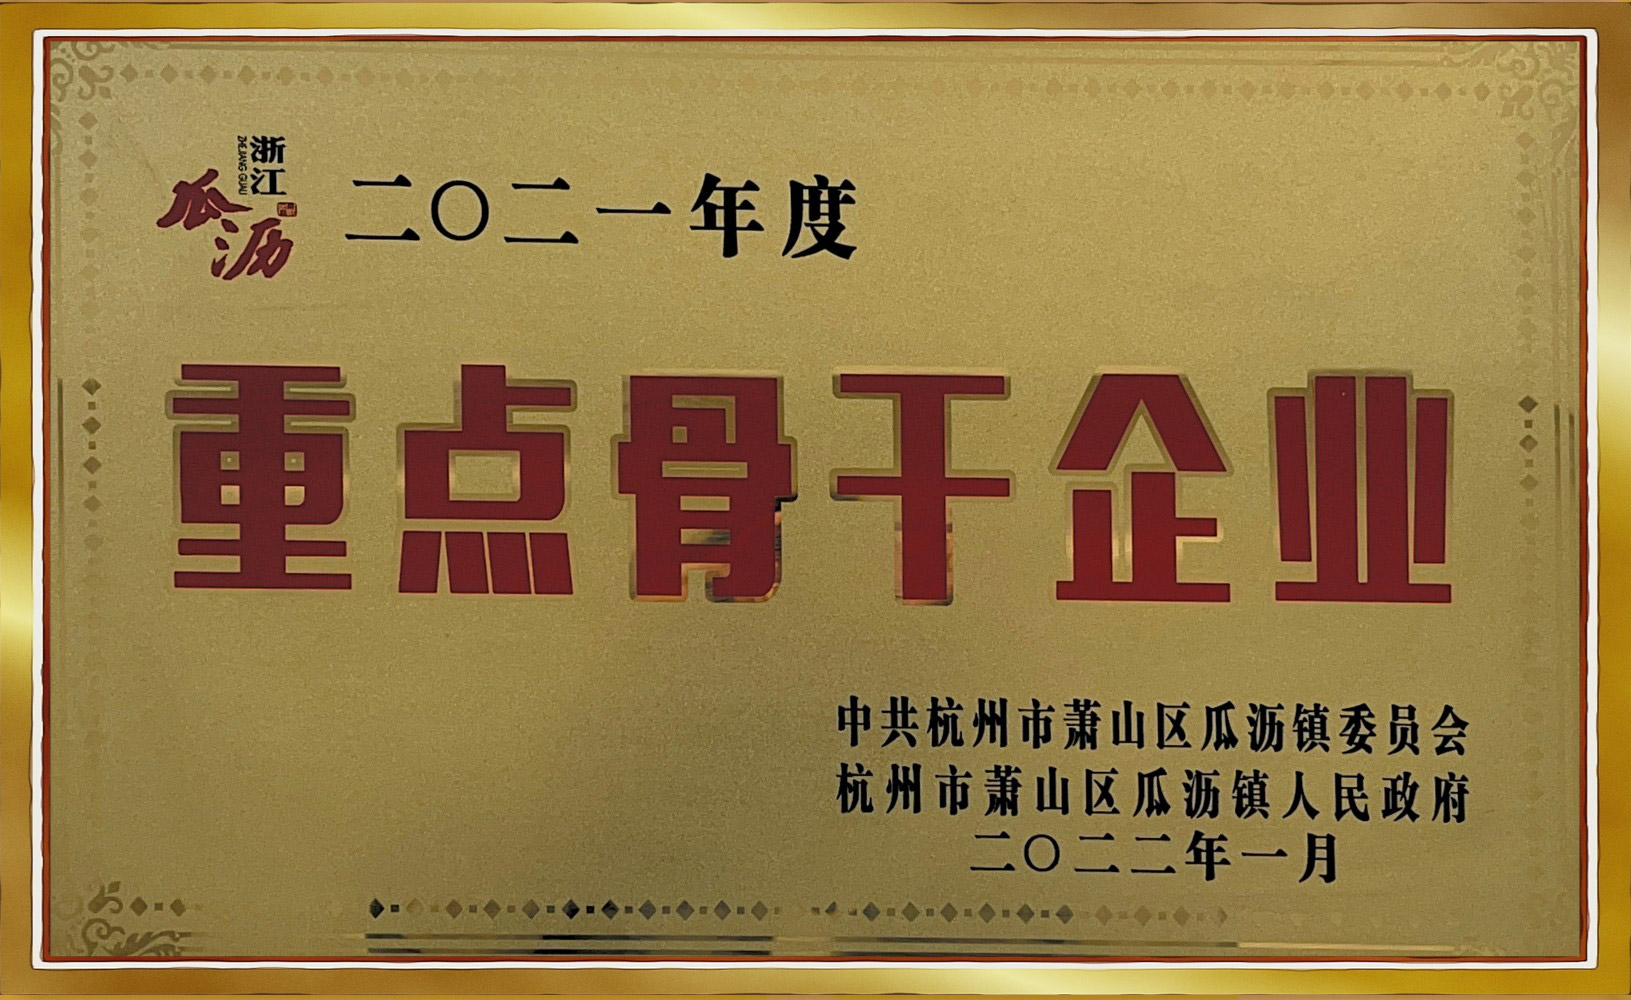 浙江
ZHEJIANG GUALI
瓜沥
二〇二一年度
重点骨干企业
中共杭州市萧山区瓜沥镇委员会
杭州市萧山区瓜沥镇人民政府
二〇二二年一月